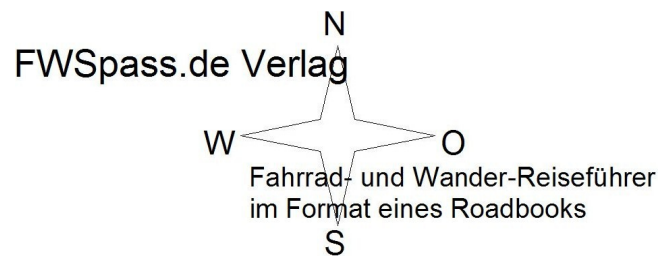 N
FWSpass.de Verlag
W
O
Fahrrad- und Wander-Reiseführer
im Format eines Roadbooks
S